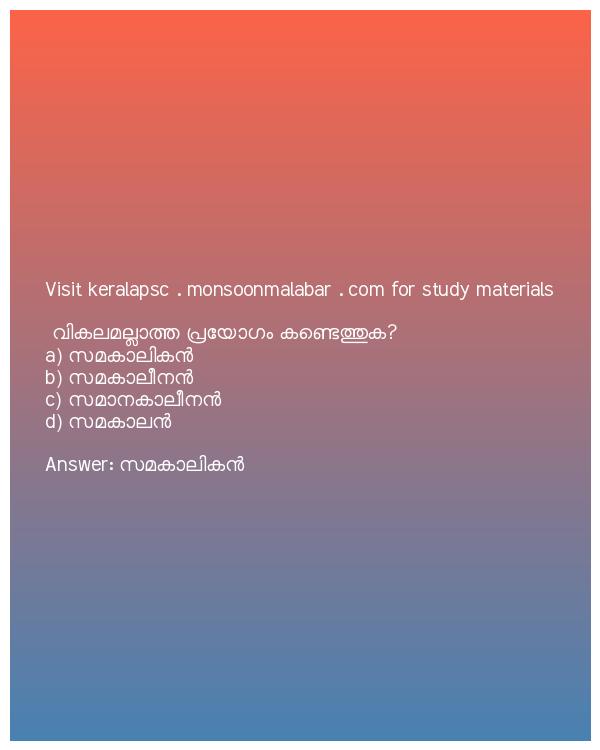 Visit keralapsc . monsoonmalabar . com for study materials
വികലമല്ലാത്ത പ്രയോഗം കണ്ടെത്തുക?
a) സമകാലികൻ
b) സമകാലീനൻ
c) സമാനകാലീനൻ
d) സമകാലൻ
Answer: സമകാലികൻ